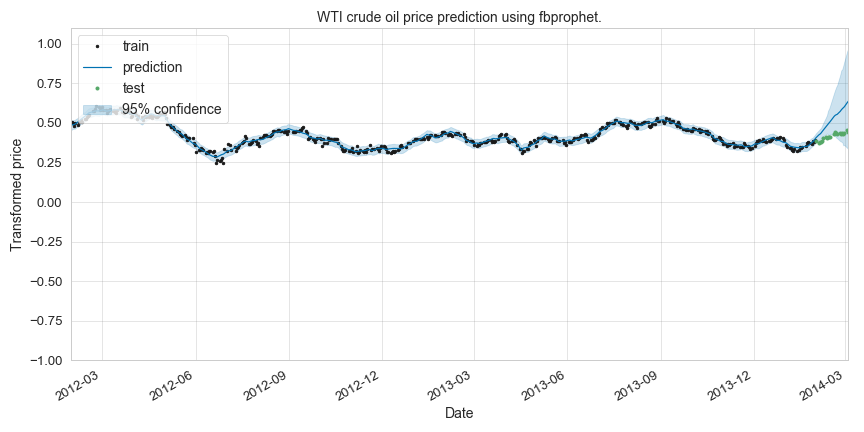 WTI crude oil price prediction using fbprophet.
train
prediction
test
95% confidence
Transformed price
1.00
0.75
0.50
0.25
0.00
−0.25
−0.50
−0.75
−1.00
2012-03
2012-06
2012-09
2012-12
2013-03
2013-06
2013-09
2013-12
2014-03
Date